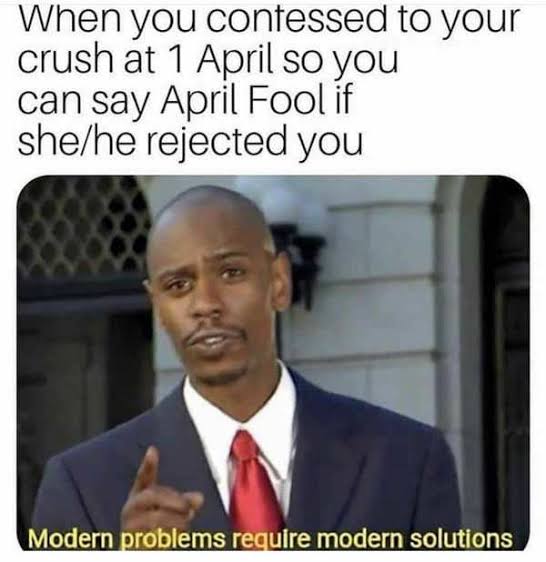 When you confessed to your
crush at 1 April so you
can say April Fool if
she/he rejected you
Modern problems require modern solutions